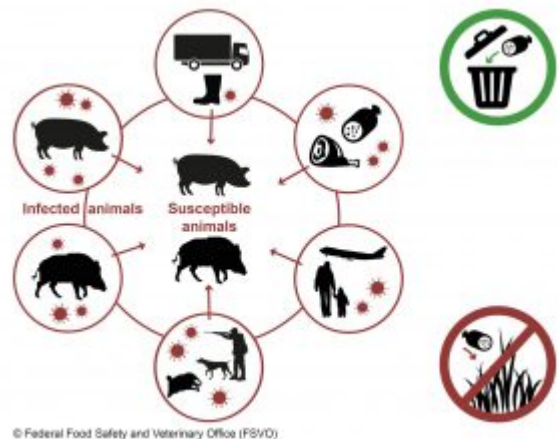 Infected animals
Susceptible
animals
© Federal Food Safety and Veterinary Office (FSVO)